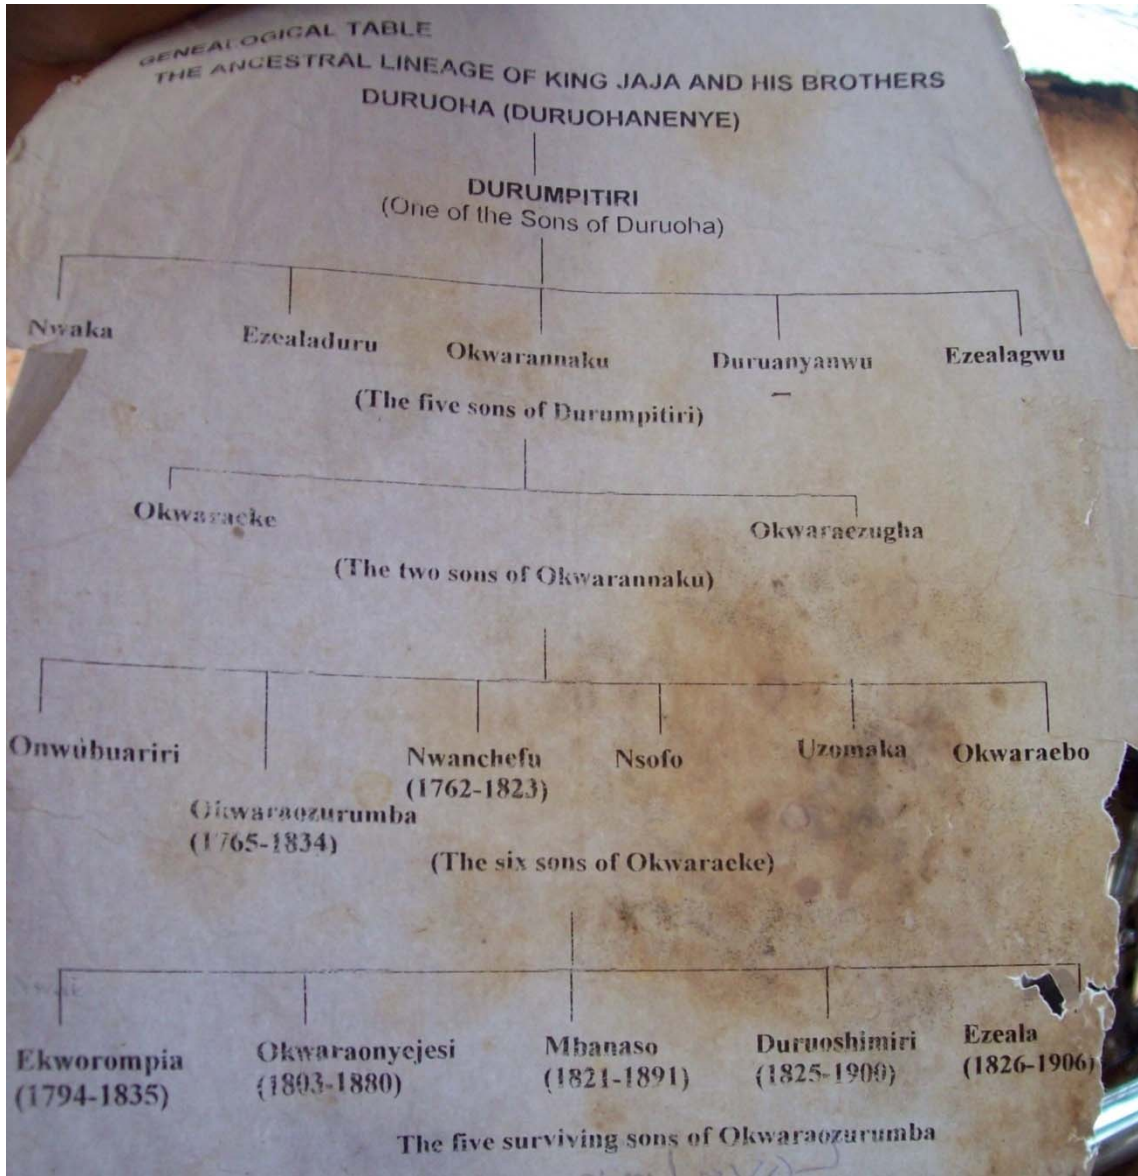 GENEALOGICAL TABLE
THE ANCESTRAL LINEAGE OF KING JAJA AND HIS BROTHERS
DURUOHA (DURUOHANENYE)
DURUMPITIRI
(One of the Sons of Duruoha)
Nwaka Ezealaduru Okwarannaku Duruanyanwu Ezealagwu
(The five sons of Durumpitiri)
Okwaraeke Okwaraezugha
(The two sons of Okwarannaku)
Onwubuariri Nwanchefu Nsofo Uzomaka Okwaraebo
(1762-1823)
Okwaraozurumba
(1765-1834)
(The six sons of Okwaraeke)
Ekworompia Okwaraonyejesi Mbanaso Duruoshimiri Ezeala
(1794-1835) (1803-1880) (1821-1891) (1825-1900) (1826-1906)
The five surviving sons of Okwaraozurumba